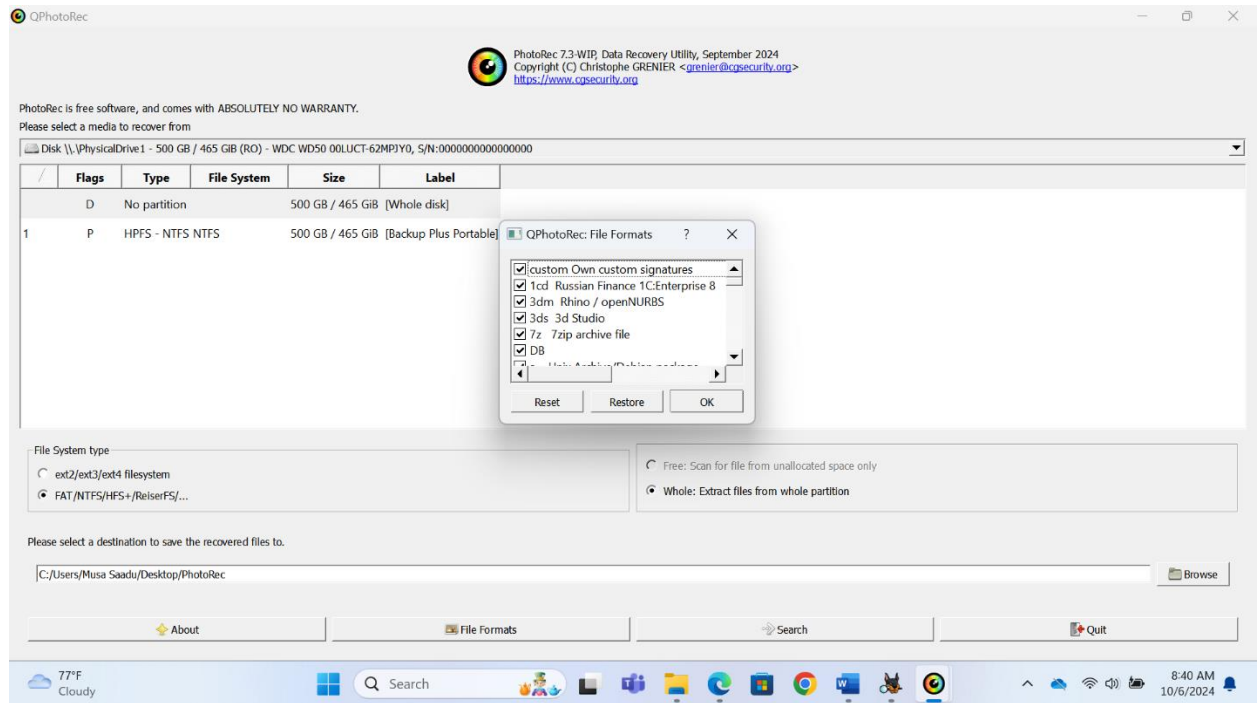 QPhotoRec
PhotoRec 7.3-WIP, Data Recovery Utility, September 2024
Copyright (C) Christophe GRENIER <grenier@cgsecurity.org>
https://www.cgsecurity.org
PhotoRec is free software, and comes with ABSOLUTELY NO WARRANTY.
Please select a media to recover from
Disk \\.\PhysicalDrive1 - 500 GB / 465 GiB (RO) - WDC WD50 00LUCT-62MPJY0, S/N:0000000000000000
Flags Type File System Size Label
D No partition 500 GB / 465 GiB [Whole disk]
1 P HPFS - NTFS NTFS 500 GB / 465 GiB [Backup Plus Portable]
QPhotoRec: File Formats ?
custom Own custom signatures
1cd Russian Finance 1C:Enterprise 8
3dm Rhino / openNURBS
3ds 3d Studio
7z 7zip archive file
DB
Reset Restore OK
File System type
ext2/ext3/ext4 filesystem
FAT/NTFS/HFS+/ReiserFS/...
Free: Scan for file from unallocated space only
Whole: Extract files from whole partition
Please select a destination to save the recovered files to.
C:/Users/Musa Saadu/Desktop/PhotoRec
Browse
About File Formats Search Quit
77°F
Cloudy
Search
8:40 AM
10/6/2024